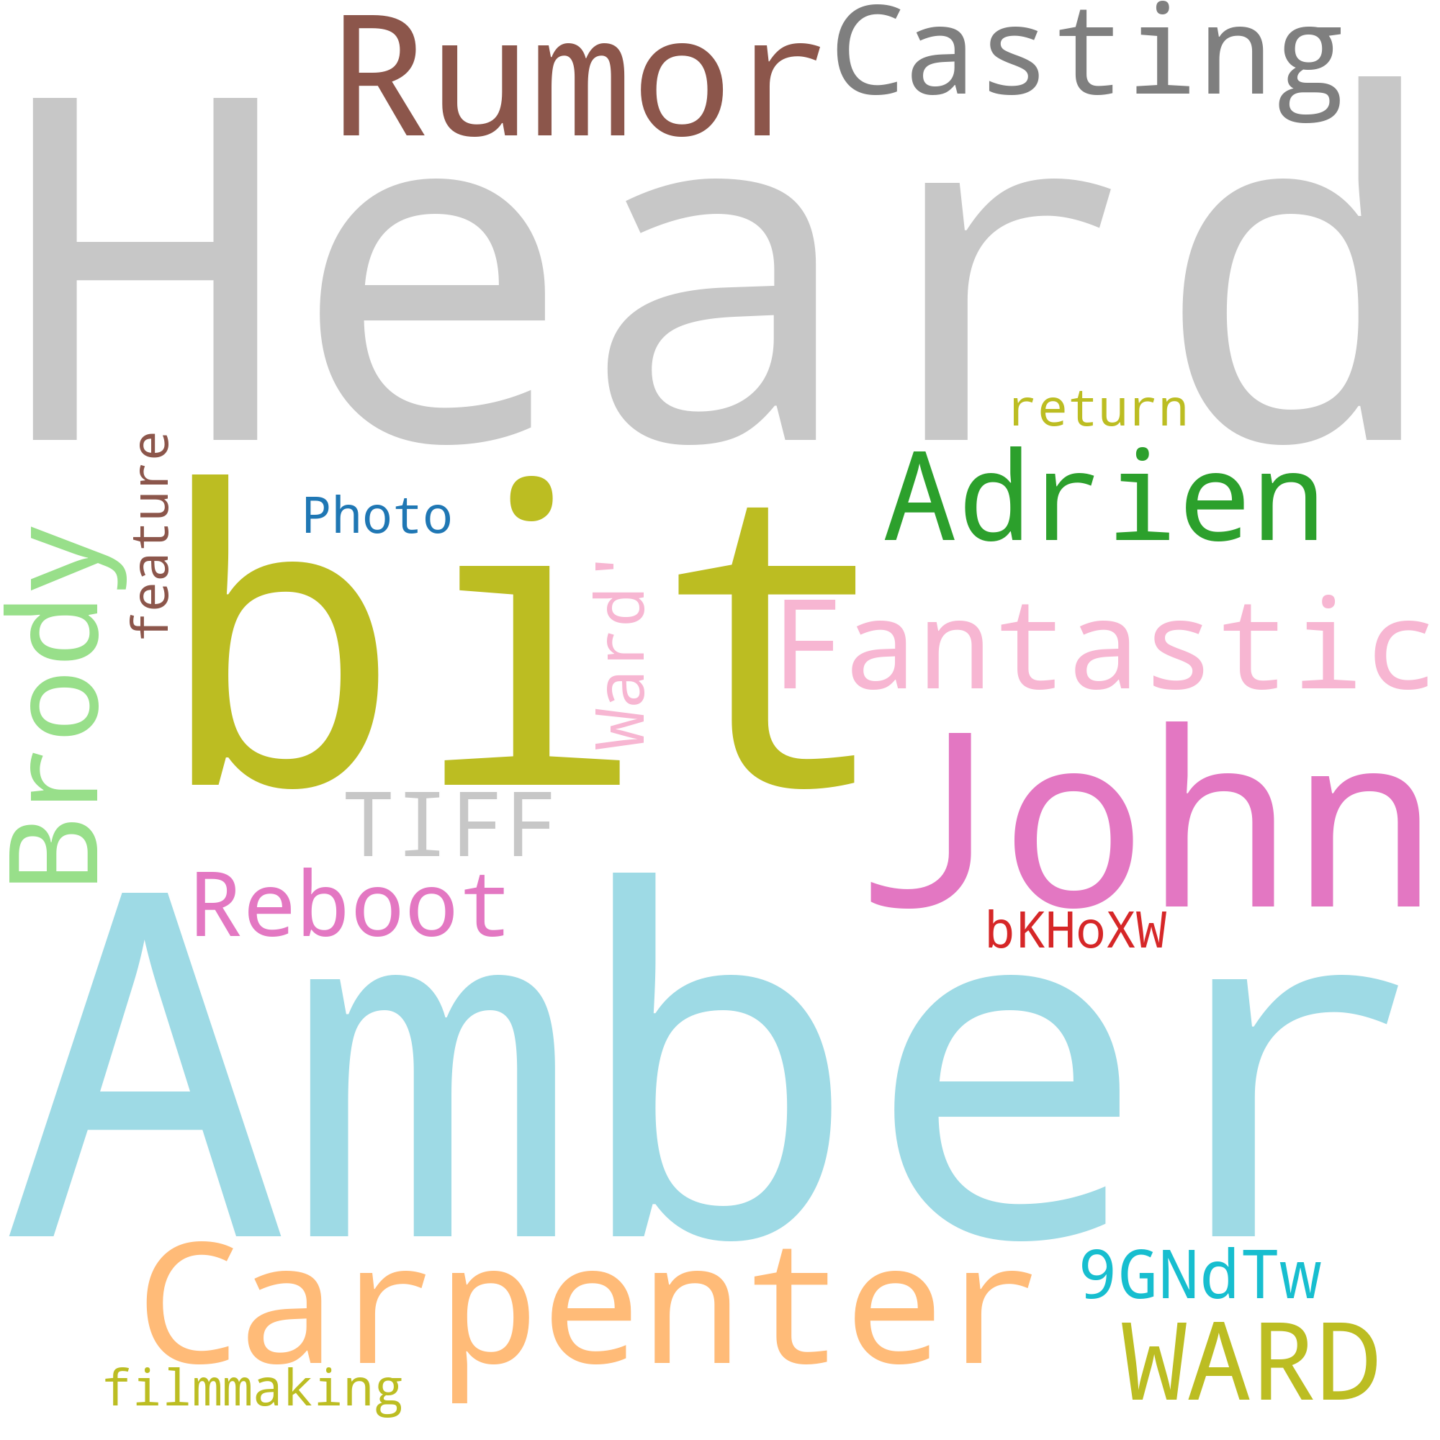 Rumor
Casting
Heard
return
feature
Photo
Adrien
Brody
bit
Ward'
Fantastic
John
TIFF
Reboot
bKHoXW
Amber
Carpenter
9GNdTw
WARD
filmmaking